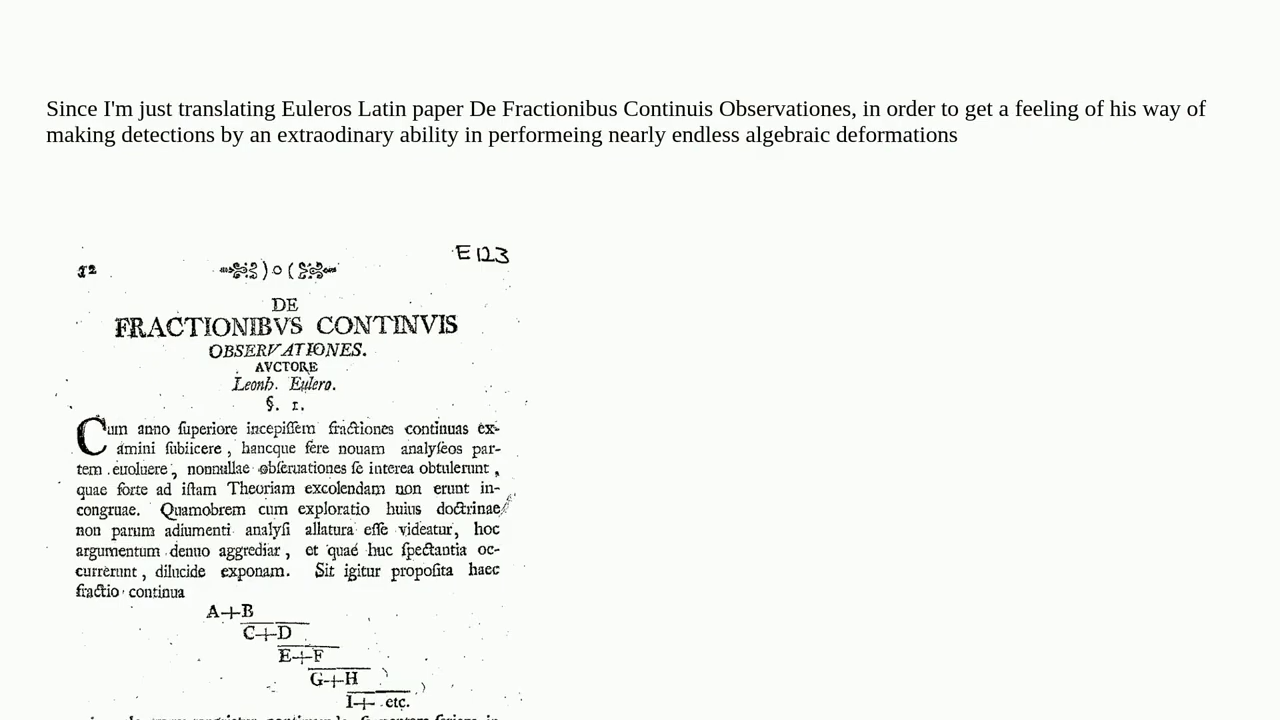 Since I'm just translating Euleros Latin paper De Fractionibus Continuis Observationes, in order to get a feeling of his way of
making detections by an extraodinary ability in performeing nearly endless algebraic deformations
E 123
52
) o (
DE
FRACTIONIBVS CONTINVIS
OBSERVATIONES.
AVCTORE
Leonh. Eulero.
§. 1.
Cum anno ſuperiore incepiſſem fractiones continuas ex-
amini ſubiicere, hancque fere nouam analyſeos par-
tem euoluere, nonnullae obſeruationes ſe interea obtulerunt,
quae forte ad iſtam Theoriam excolendam non erunt in-
congruae. Quamobrem cum exploratio huius doctrinae
non parum adiumenti analyſi allatura eſſe videatur, hoc
argumentum denuo aggrediar, et quae huc ſpectantia oc-
currerunt, dilucide exponam. Sit igitur propoſita haec
fractio continua
A+B
C+D
E+F
G+H
I+ etc.